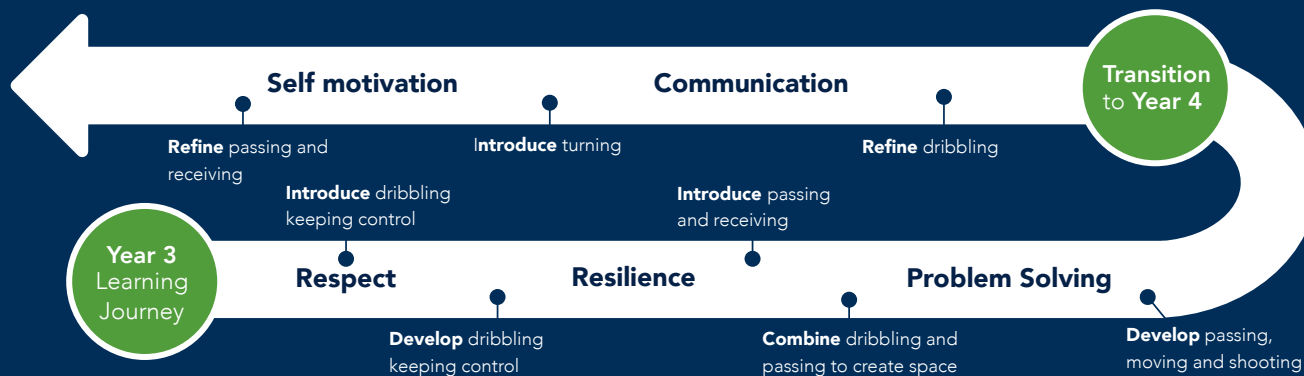 Self motivation
Communication
Transition
to Year 4
Refine passing and
receiving
Introduce turning
Refine dribbling
Introduce dribbling
keeping control
Introduce passing
and receiving
Year 3
Learning
Journey
Respect
Resilience
Problem Solving
Develop dribbling
keeping control
Combine dribbling and
passing to create space
Develop passing,
moving and shooting